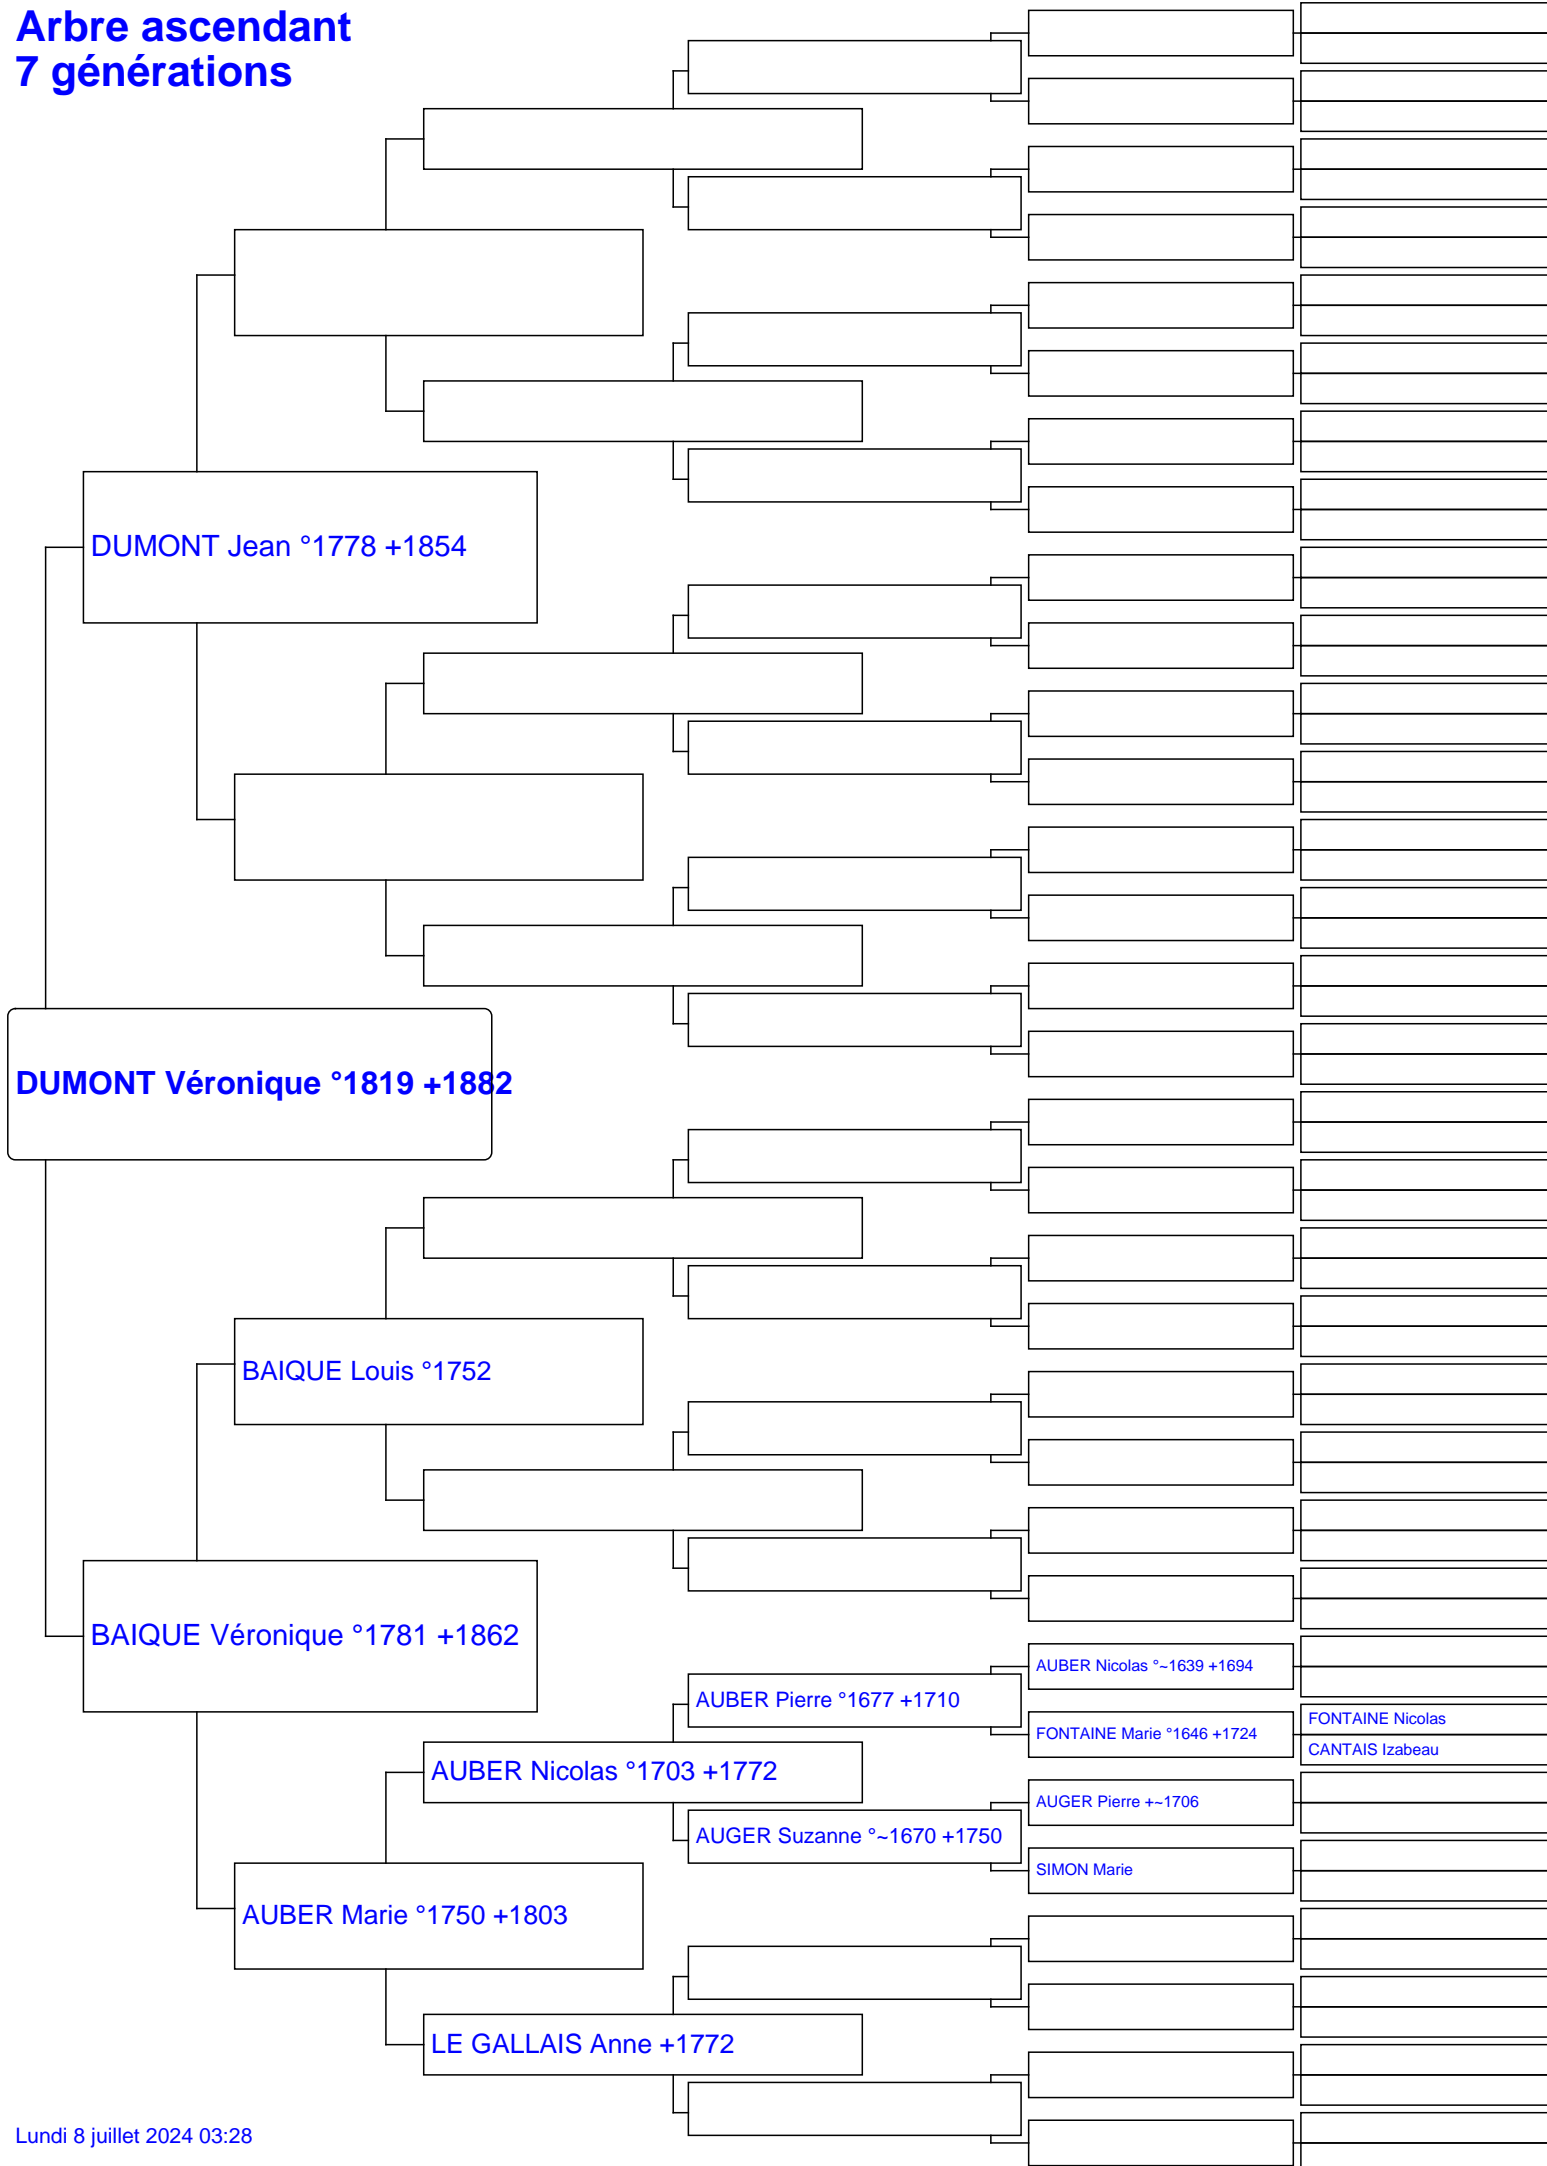 Arbre ascendant
7 générations
DUMONT Jean °1778 +1854
DUMONT Véronique °1819 +1882
BAIQUE Louis °1752
BAIQUE Véronique °1781 +1862
AUBER Nicolas °~1639 +1694
AUBER Pierre °1677 +1710
FONTAINE Nicolas
FONTAINE Marie °1646 +1724
CANTAIS Izabeau
AUBER Nicolas °1703 +1772
AUGER Pierre +~1706
AUGER Suzanne °~1670 +1750
SIMON Marie
AUBER Marie °1750 +1803
LE GALLAIS Anne +1772
Lundi 8 juillet 2024 03:28